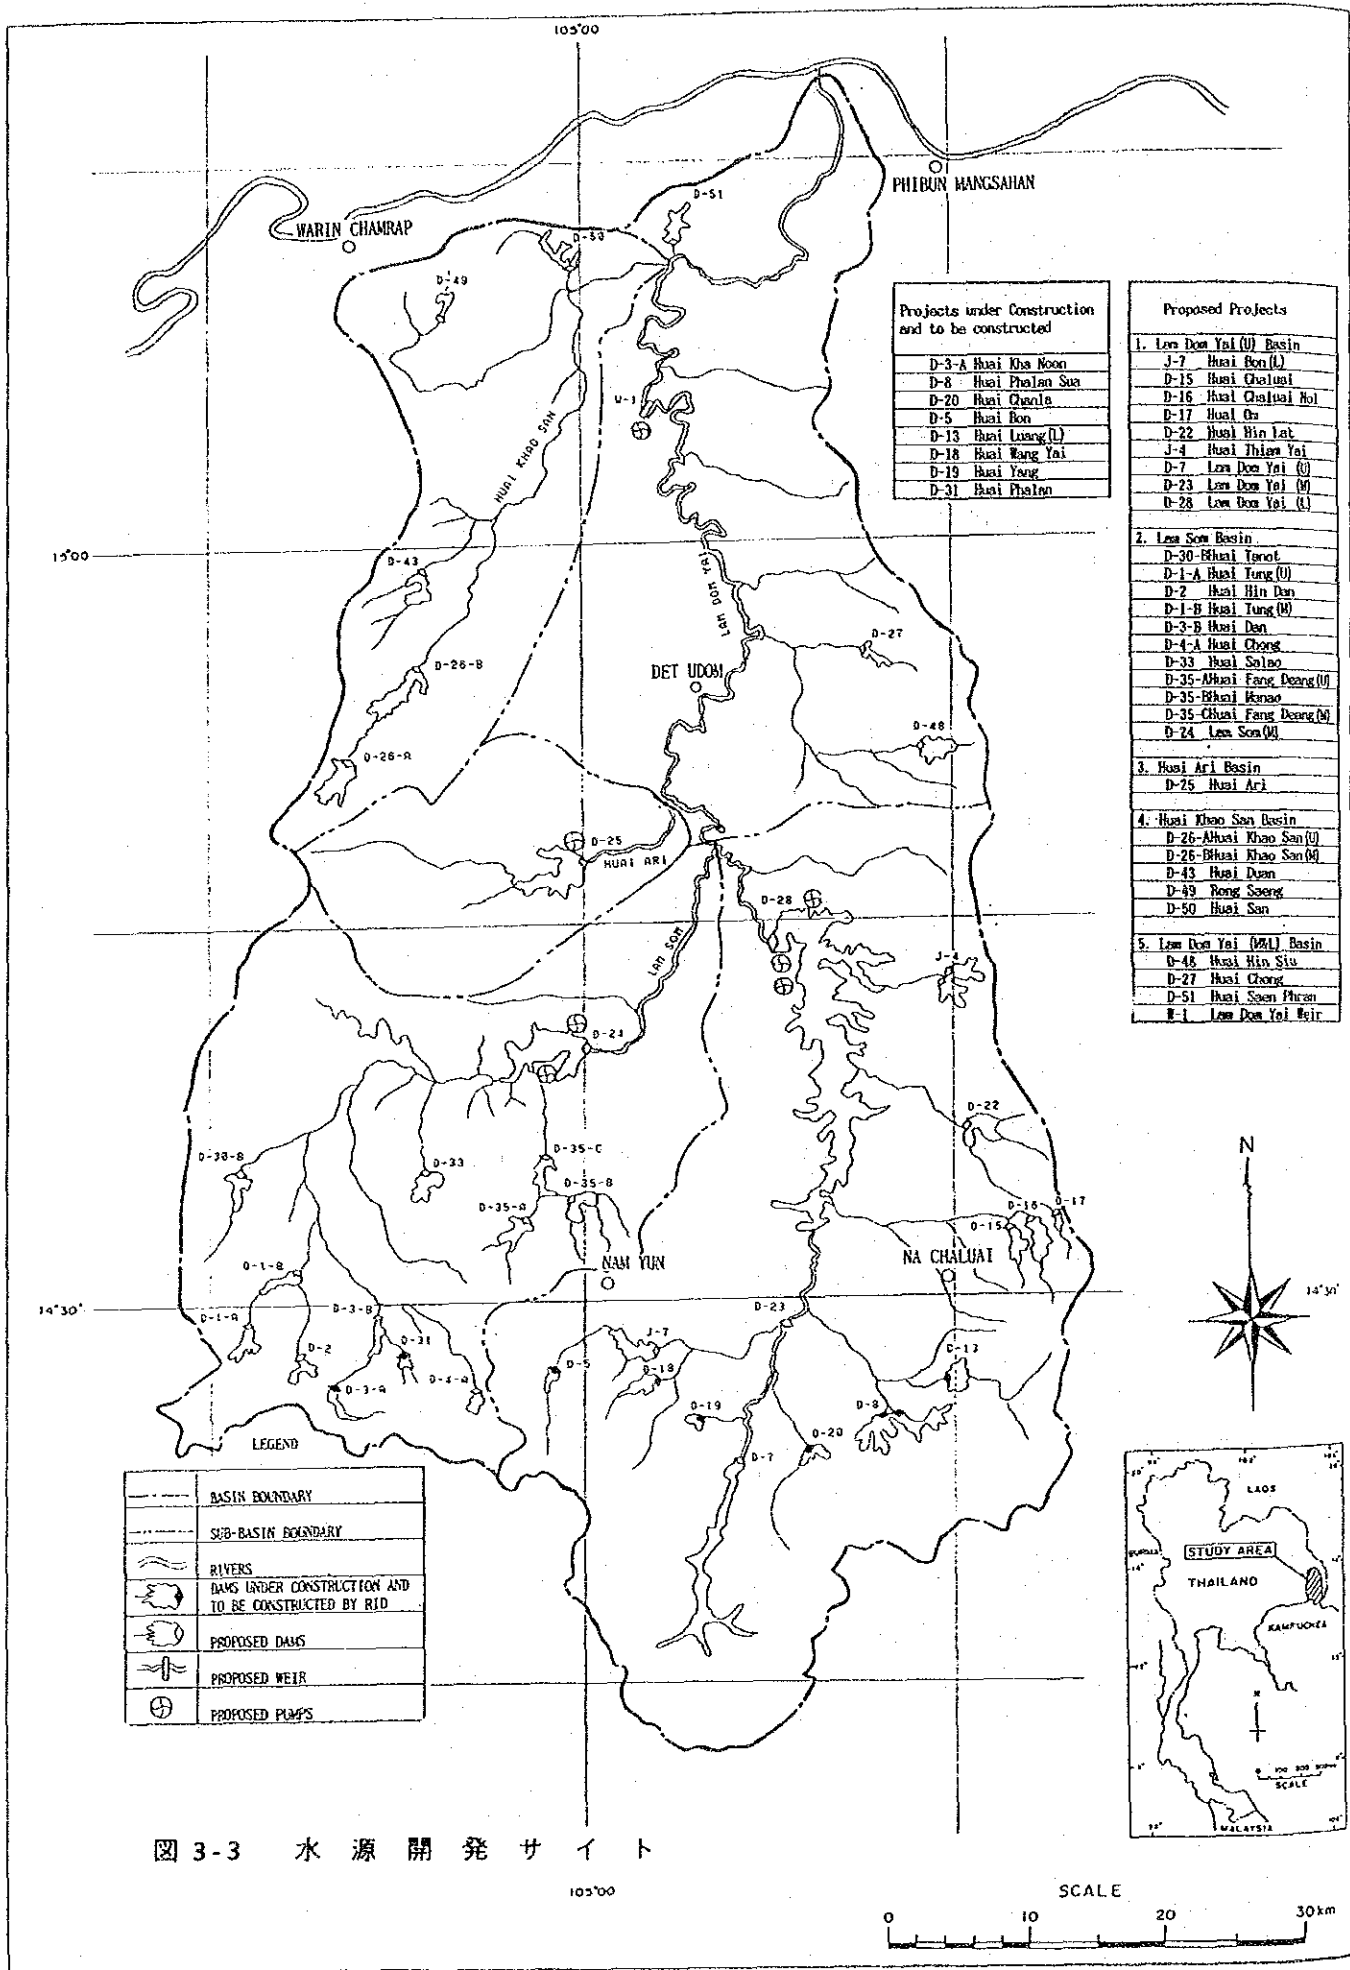 105°00
PHIBUN MANGSAHAN
WARIN CHAMRAP
D-51
D-50
D-49
W-1
HUAI KHAO SAN
LAM DOM YAI
15°00
D-43
D-27
D-26-B
DET UDOM
D-48
D-26-A
D-25
HUAI ARI
D-28
LAM SOM
J-4
D-24
D-22
D-30-B
D-33
D-35-C
D-35-B
D-35-A
D-16
D-17
D-15
NAM YUN
NA CHALUAI
D-1-B
14°30'
D-1-A
D-3-B
D-23
14°30'
D-2
D-31
J-7
D-13
D-3-A
D-4-A
D-5
D-18
D-19
D-8
D-20
D-7
Projects under Construction
and to be constructed
D-3-A Huai Kha Noon
D-8 Huai Phalan Sua
D-20 Huai Chanla
D-5 Huai Bon
D-13 Huai Luang(L)
D-18 Huai Wang Yai
D-19 Huai Yang
D-31 Huai Phalan
Proposed Projects
1. Lam Dom Yai(U) Basin
J-7 Huai Bon(L)
D-15 Huai Chaluai
D-16 Huai Chaluai Noi
D-17 Huai On
D-22 Huai Hin Lat
J-4 Huai Thiam Yai
D-7 Lam Dom Yai (U)
D-23 Lam Dom Yai (M)
D-28 Lam Dom Yai (L)
2. Lam Som Basin
D-30-B Huai Tanot
D-1-A Huai Tung(U)
D-2 Huai Hin Dan
D-1-B Huai Tung(M)
D-3-B Huai Dan
D-4-A Huai Chong
D-33 Huai Salao
D-35-A Huai Fang Deang(U)
D-35-B Huai Manao
D-35-C Huai Fang Deang(M)
D-24 Lam Som(M)
3. Huai Ari Basin
D-25 Huai Ari
4. Huai Khao San Basin
D-26-A Huai Khao San(U)
D-26-B Huai Khao San(M)
D-43 Huai Duan
D-49 Rong Saeng
D-50 Huai San
5. Lam Dom Yai (M&L) Basin
D-48 Huai Hin Siu
D-27 Huai Chong
D-51 Huai Saen Phran
W-1 Lam Dom Yai Weir
N
LEGEND
BASIN BOUNDARY
SUB-BASIN BOUNDARY
RIVERS
DAMS UNDER CONSTRUCTION AND
TO BE CONSTRUCTED BY RID
PROPOSED DAMS
PROPOSED WEIR
PROPOSED PUMPS
LAOS
BURMA
STUDY AREA
THAILAND
KAMPUCHEA
N
SCALE
MALAYSIA
図 3-3 水源開発サイト
105°00
SCALE
0 10 20 30km